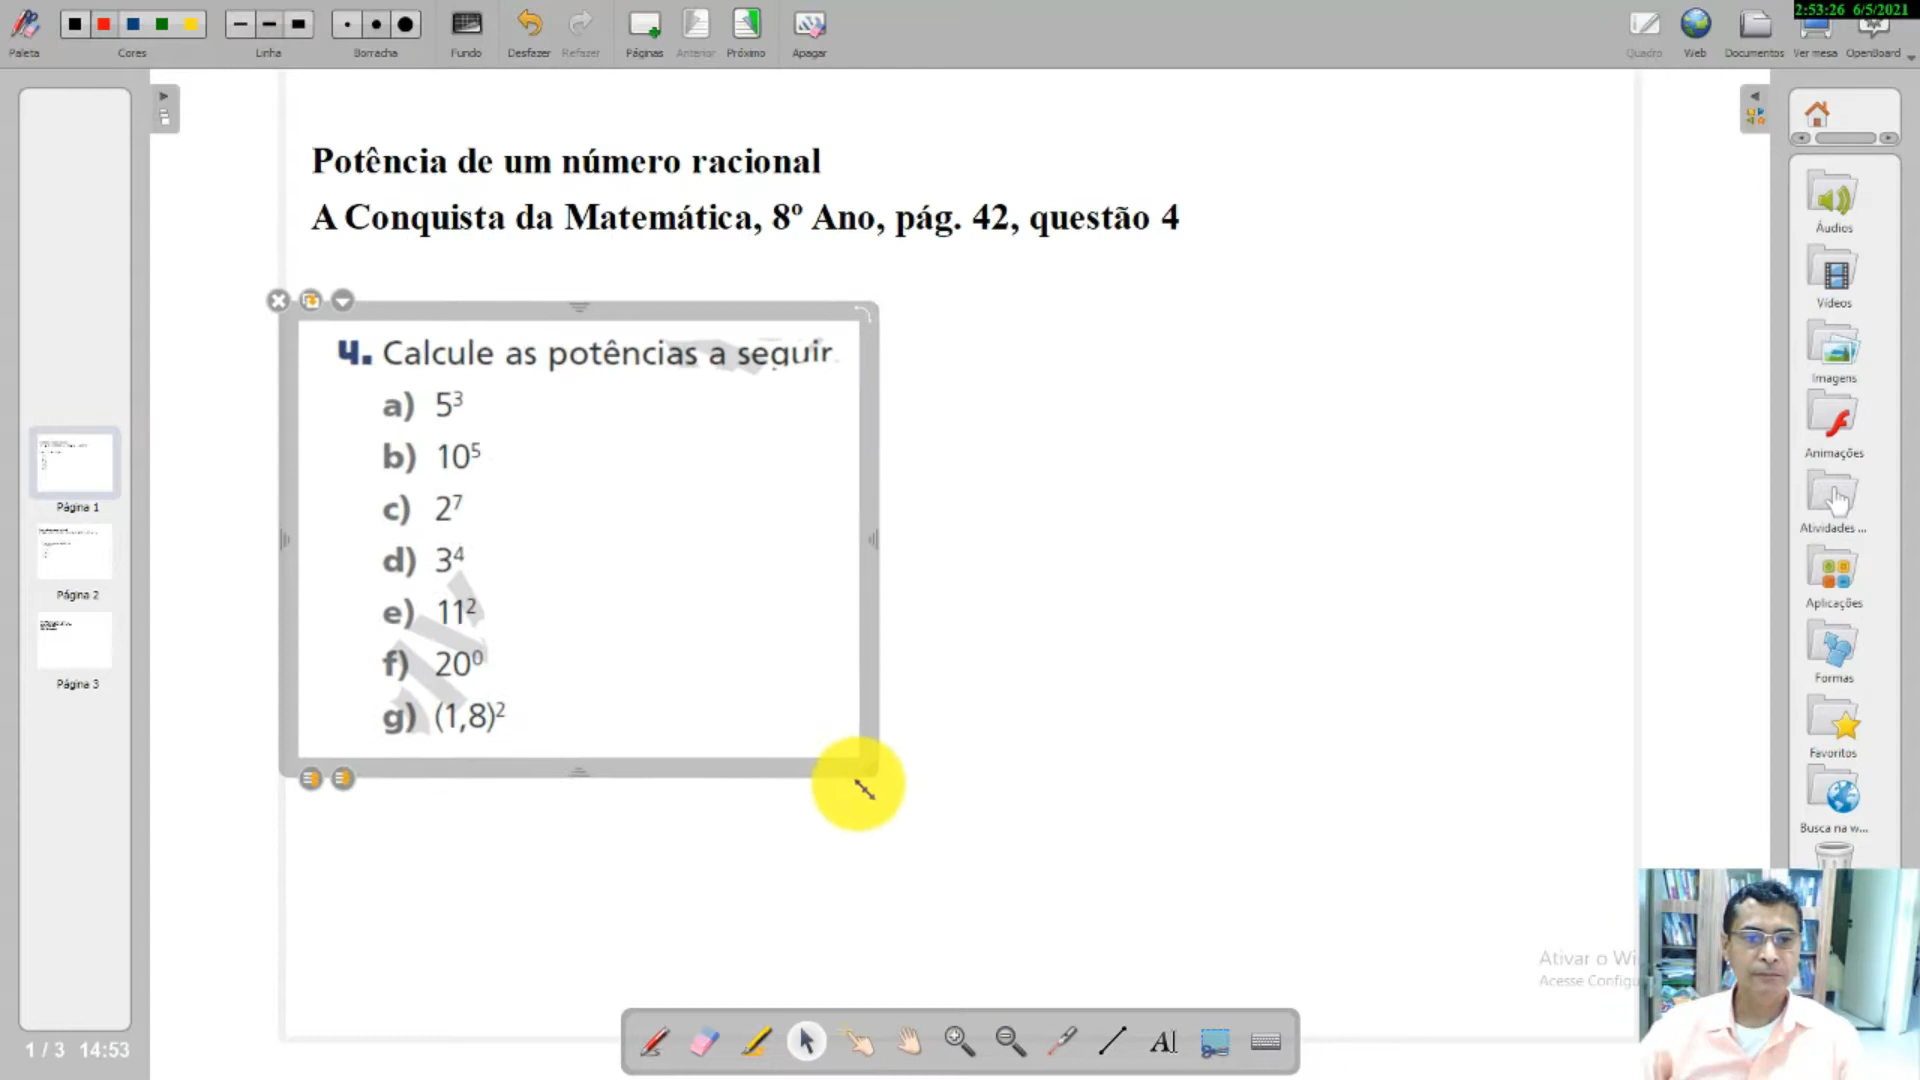 2:53:26 6/5/2021
Paleta
Cores
Linha
Borracha
Fundo
Desfazer
Refazer
Páginas
Anterior
Próximo
Apagar
Quadro
Web
Documentos
Ver mesa
OpenBoard
Potência de um número racional
A Conquista da Matemática, 8º Ano, pág. 42, questão 4
4. Calcule as potências a seguir.
a) 5³
b) 10⁵
c) 2⁷
d) 3⁴
e) 11²
f) 20⁰
g) (1,8)²
Página 1
Página 2
Página 3
1 / 3 14:53
Áudios
Vídeos
Imagens
Animações
Atividades ...
Aplicações
Formas
Favoritos
Busca na w...
Ativar o Wi
Acesse Configu
AI